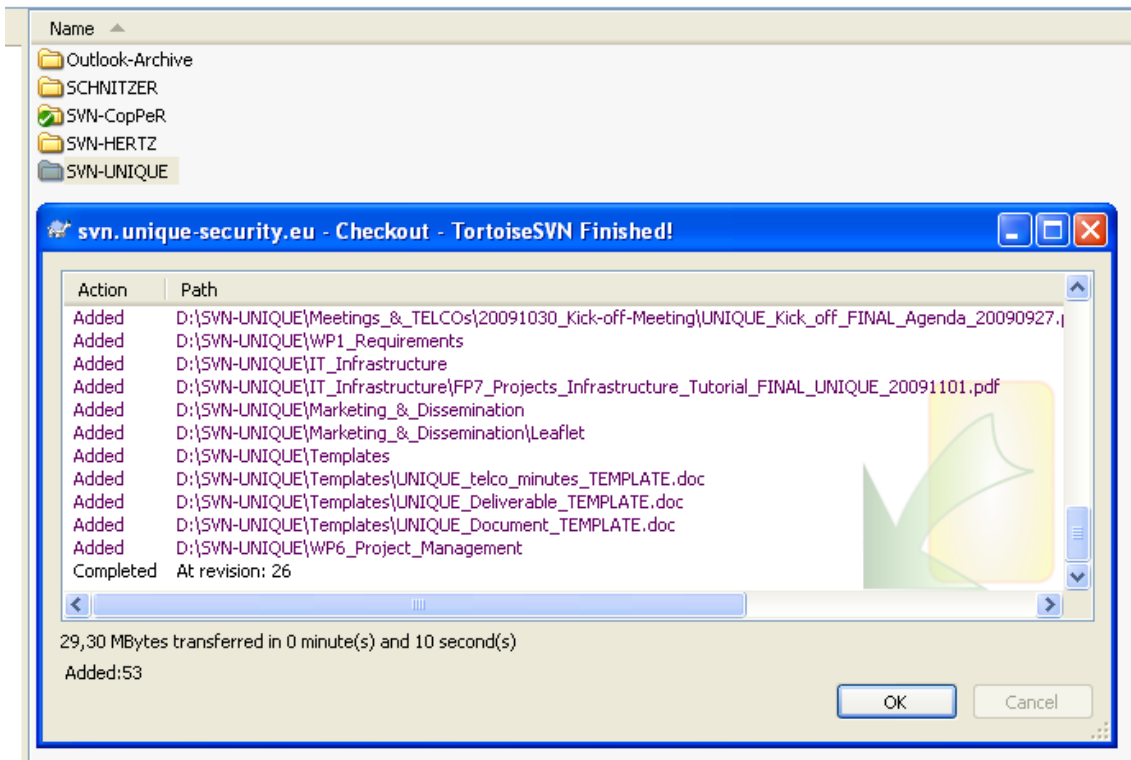 Name
Outlook-Archive
SCHNITZER
SVN-CopPeR
SVN-HERTZ
SVN-UNIQUE
svn.unique-security.eu - Checkout - TortoiseSVN Finished!
Action Path
Added D:\SVN-UNIQUE\Meetings_&_TELCOs\20091030_Kick-off-Meeting\UNIQUE_Kick_off_FINAL_Agenda_20090927.
Added D:\SVN-UNIQUE\WP1_Requirements
Added D:\SVN-UNIQUE\IT_Infrastructure
Added D:\SVN-UNIQUE\IT_Infrastructure\FP7_Projects_Infrastructure_Tutorial_FINAL_UNIQUE_20091101.pdf
Added D:\SVN-UNIQUE\Marketing_&_Dissemination
Added D:\SVN-UNIQUE\Marketing_&_Dissemination\Leaflet
Added D:\SVN-UNIQUE\Templates
Added D:\SVN-UNIQUE\Templates\UNIQUE_telco_minutes_TEMPLATE.doc
Added D:\SVN-UNIQUE\Templates\UNIQUE_Deliverable_TEMPLATE.doc
Added D:\SVN-UNIQUE\Templates\UNIQUE_Document_TEMPLATE.doc
Added D:\SVN-UNIQUE\WP6_Project_Management
Completed At revision: 26
29,30 MBytes transferred in 0 minute(s) and 10 second(s)
Added:53
OK Cancel